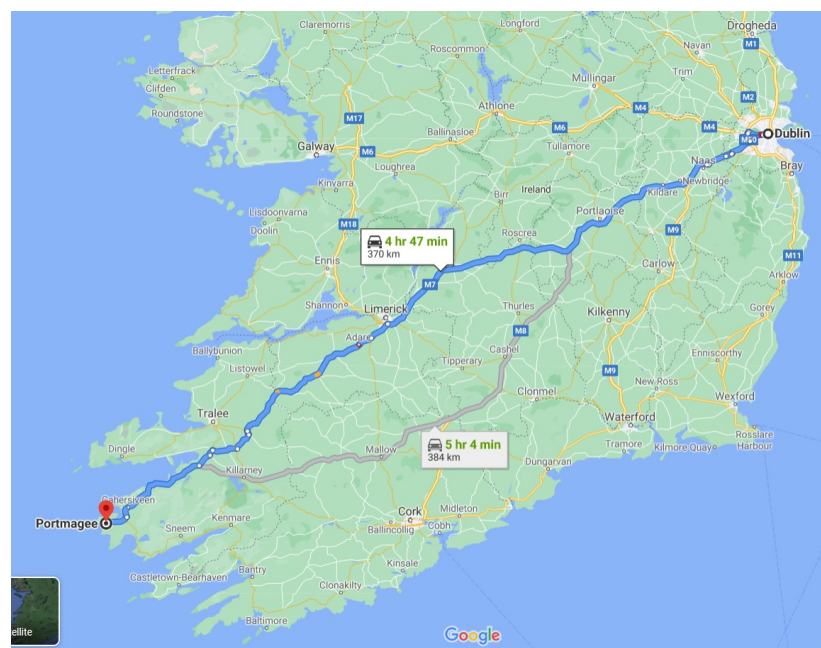 Claremorris
Longford
Drogheda
Roscommon
Navan
M1
Letterfrack
Clifden
Mullingar
Trim
Roundstone
M17
Athlone
M4
M2
Galway
M6
Ballinasloe
M6
M4
M50
Dublin
Loughrea
Tullamore
Naas
Bray
Kinvarra
Birr
Ireland
Newbridge
Kildare
Lisdoonvarna
Doolin
M18
Portlaoise
4 hr 47 min
370 km
Roscrea
M9
Ennis
Carlow
M11
Arklow
M7
Shannon
Limerick
Thurles
Kilkenny
Gorey
Adare
M8
Ballybunion
Listowel
Cashel
Tipperary
Enniscorthy
M9
New Ross
Clonmel
Wexford
Tralee
Waterford
Rosslare
Harbour
Dingle
5 hr 4 min
384 km
Mallow
Tramore
Kilmore Quay
Killarney
Dungarvan
Cahersiveen
Portmagee
Kenmare
Sneem
Cork
Midleton
Ballincollig
Cobh
Bantry
Kinsale
Castletown-Bearhaven
Clonakilty
Baltimore
ellite
Google